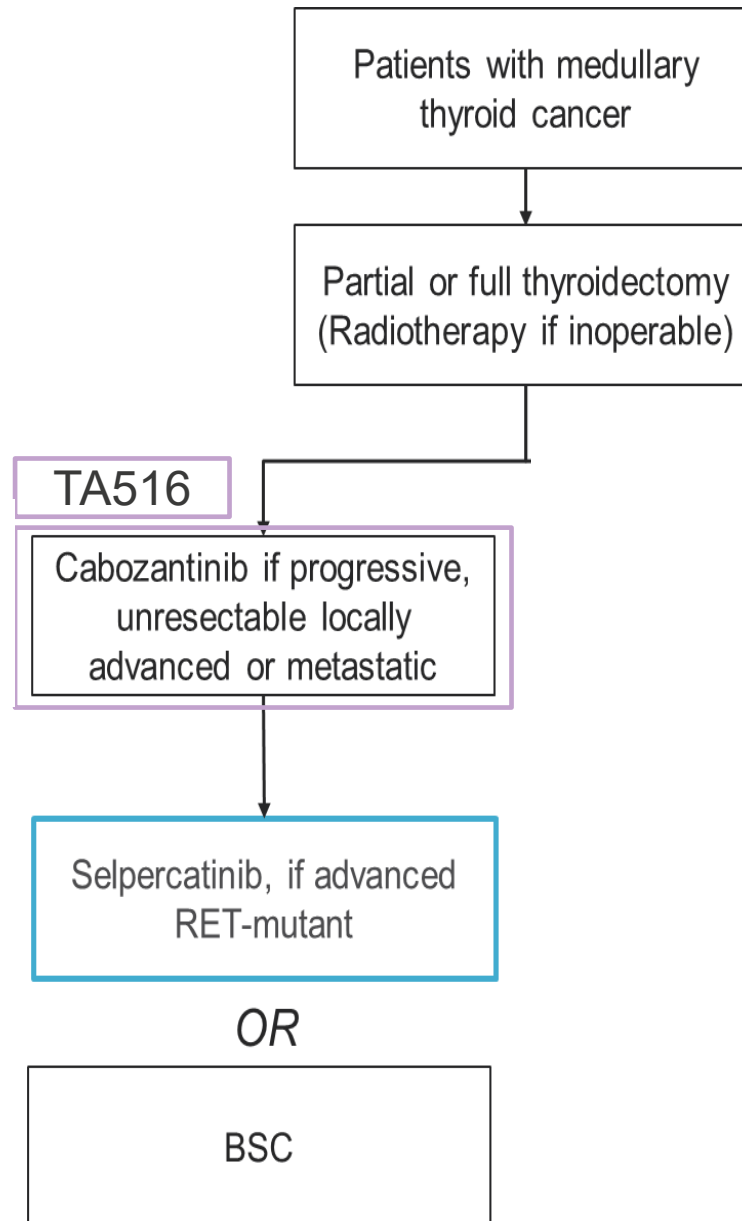 Patients with medullary
thyroid cancer
Partial or full thyroidectomy
(Radiotherapy if inoperable)
TA516
Cabozantinib if progressive,
unresectable locally
advanced or metastatic
Selpercatinib, if advanced
RET-mutant
OR
BSC